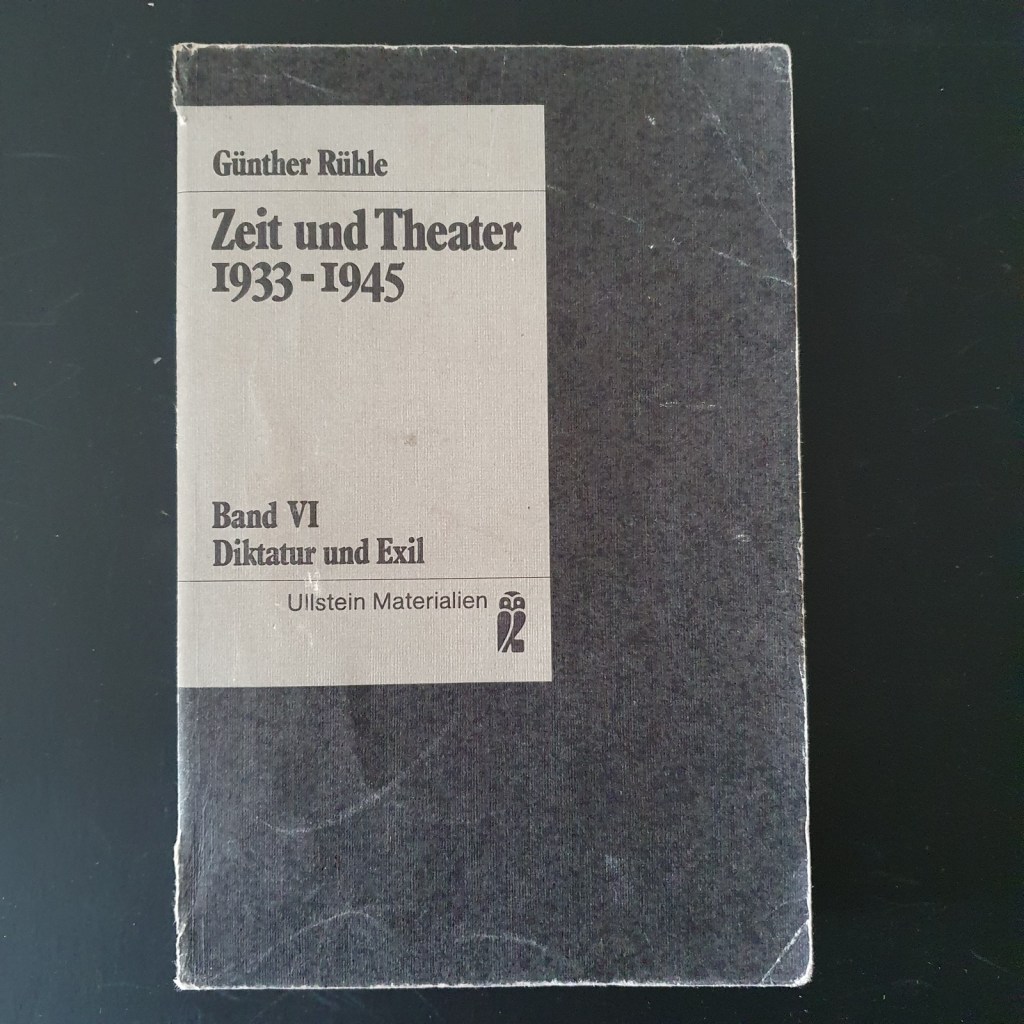 Günther Rühle
Zeit und Theater
1933-1945
Band VI
Diktatur und Exil
Ullstein Materialien